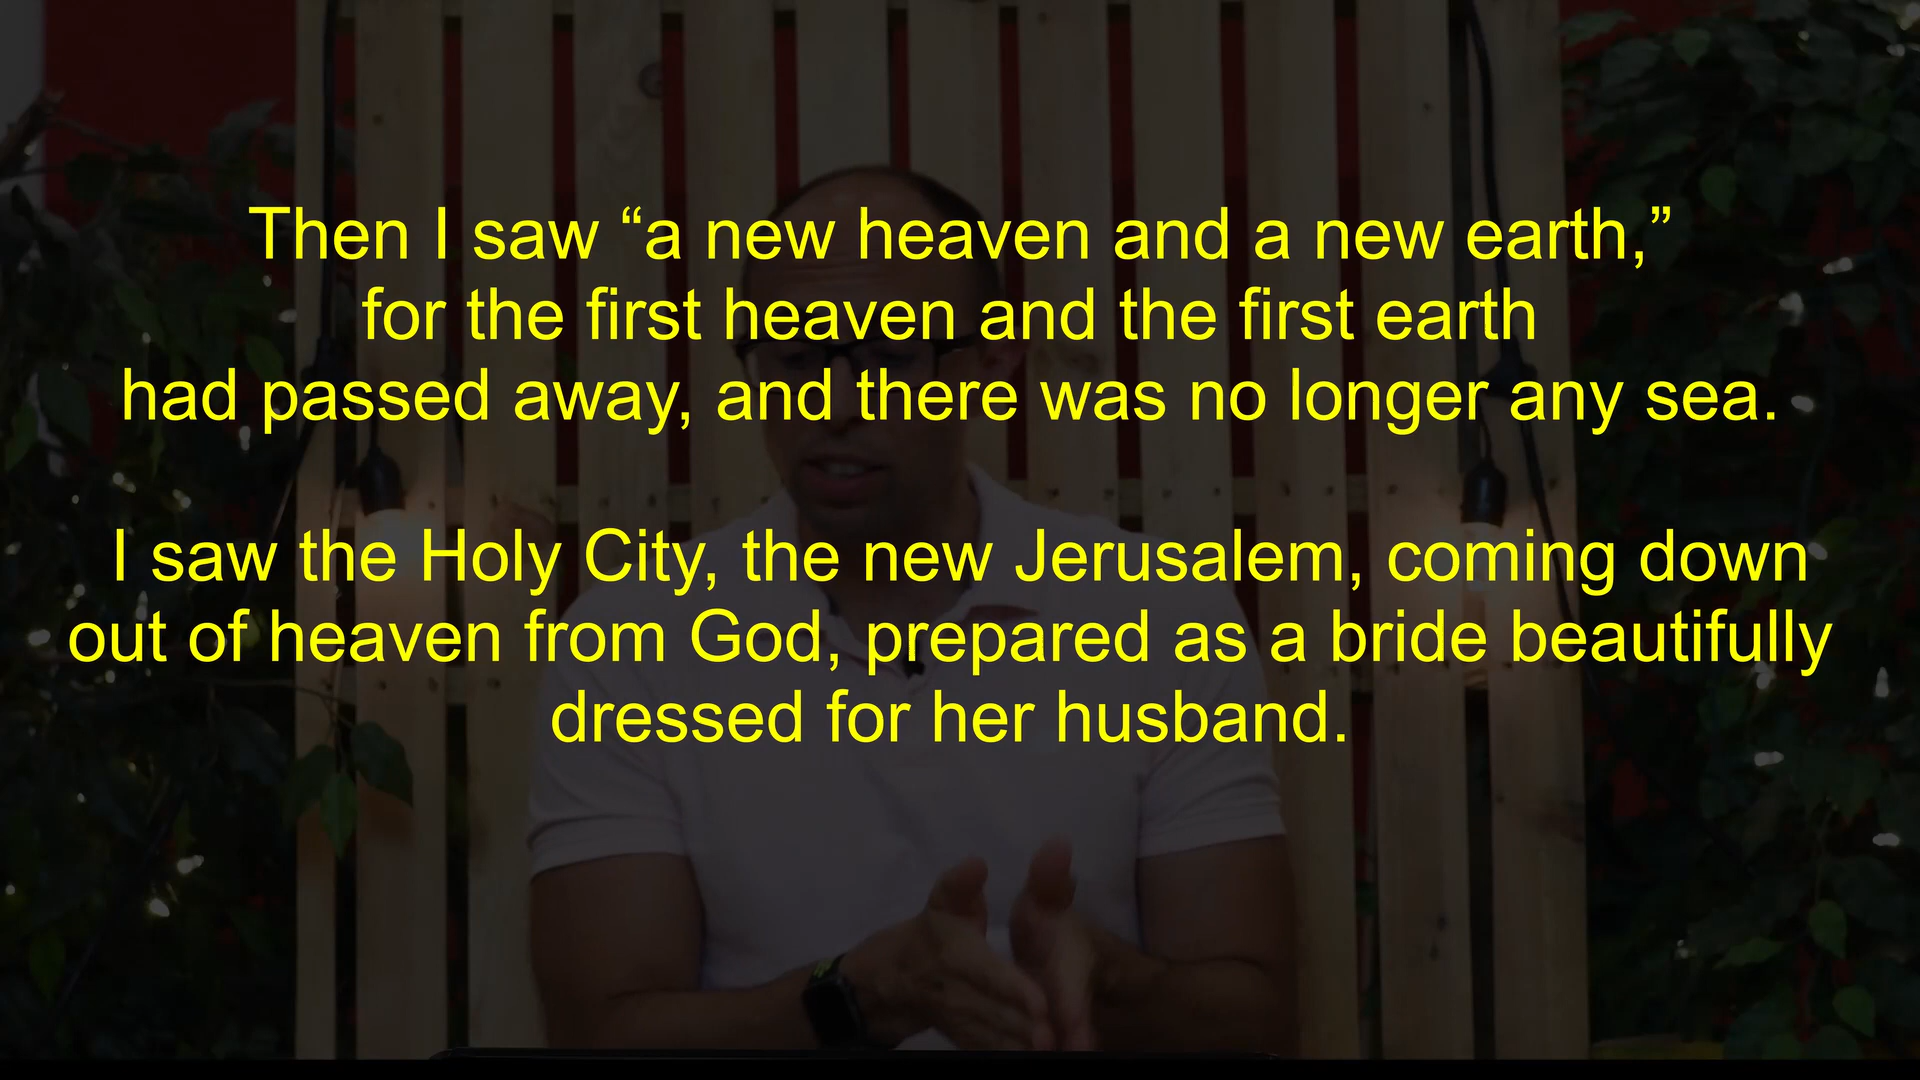 Then I saw “a new heaven and a new earth,”
for the first heaven and the first earth
had passed away, and there was no longer any sea.
I saw the Holy City, the new Jerusalem, coming down
out of heaven from God, prepared as a bride beautifully
dressed for her husband.